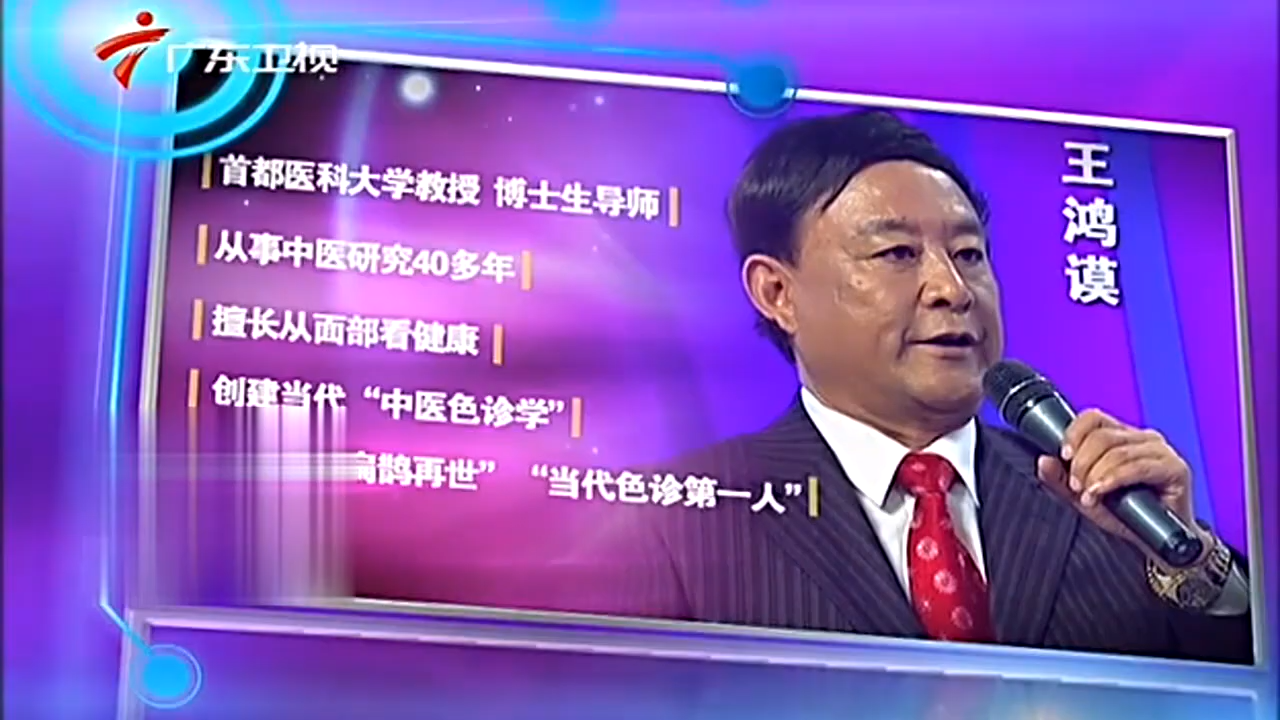 广东卫视
王鸿谟
首都医科大学教授 博士生导师
从事中医研究40多年
擅长从面部看健康
创建当代“中医色诊学”
鹊再世” “当代色诊第一人”